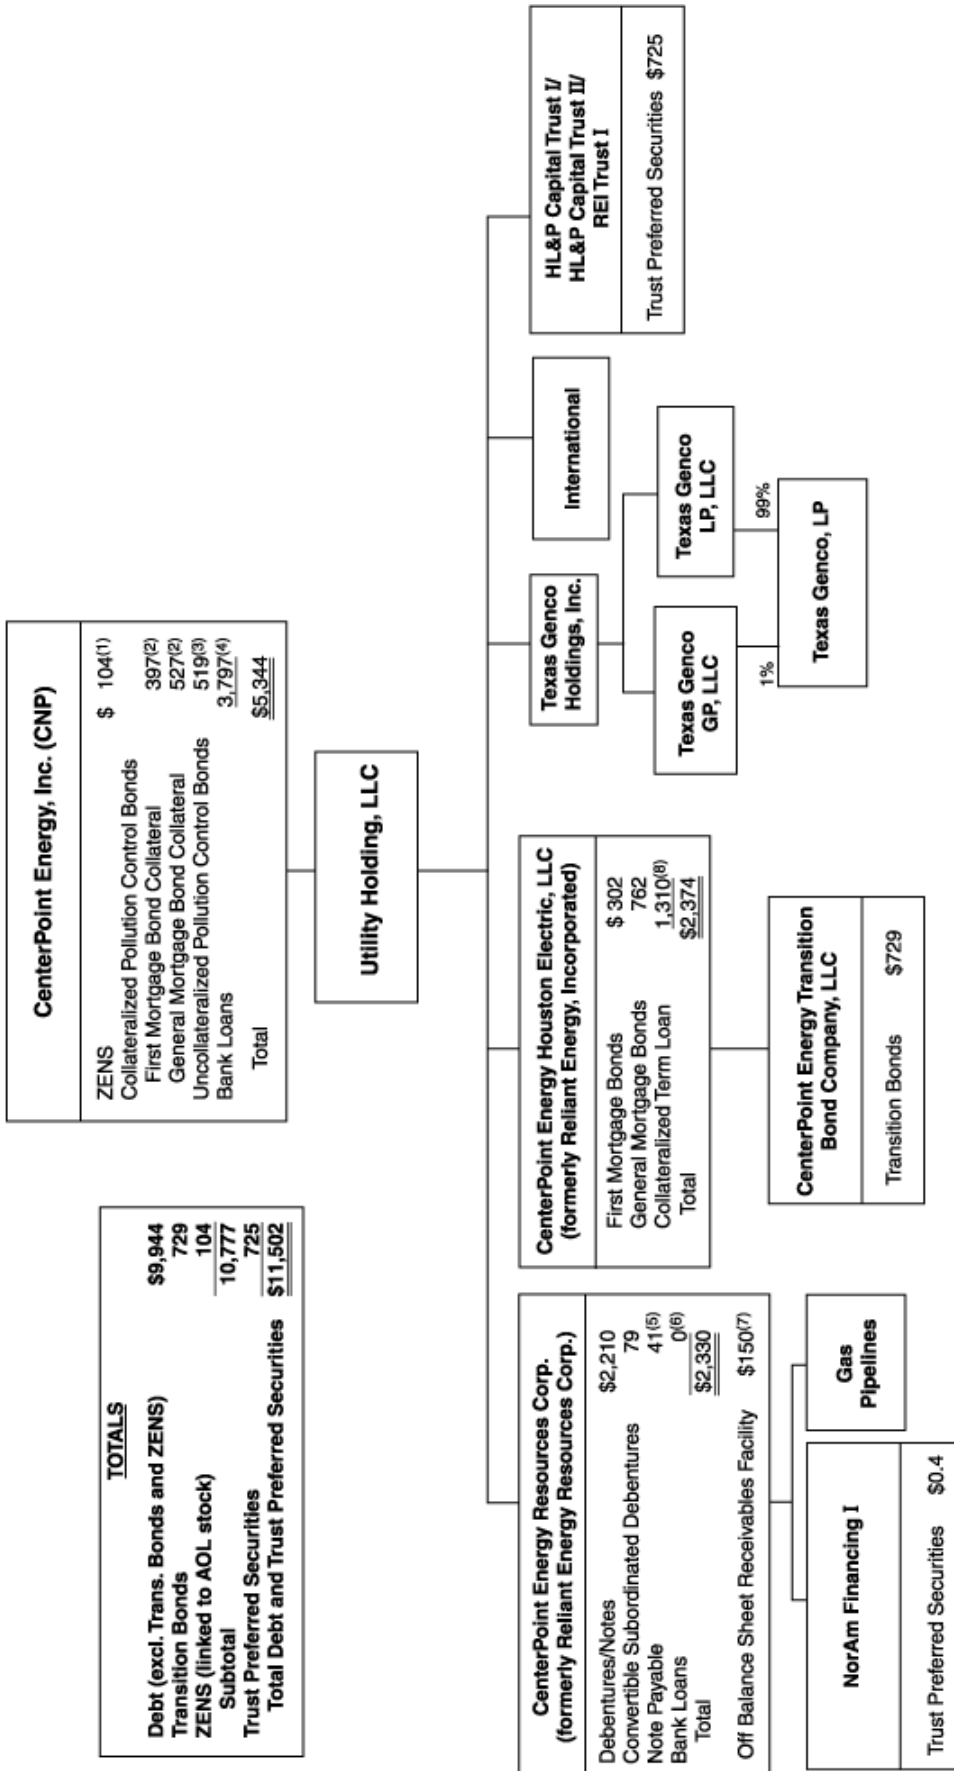 CenterPoint Energy, Inc. (CNP)
ZENS $ 104(1)
Collateralized Pollution Control Bonds
First Mortgage Bond Collateral 397(2)
General Mortgage Bond Collateral 527(2)
Uncollateralized Pollution Control Bonds 519(3)
Bank Loans 3,797(4)
Total $5,344
TOTALS
Debt (excl. Trans. Bonds and ZENS) $9,944
Transition Bonds 729
ZENS (linked to AOL stock) 104
Subtotal 10,777
Trust Preferred Securities 725
Total Debt and Trust Preferred Securities $11,502
Utility Holding, LLC
CenterPoint Energy Resources Corp.
(formerly Reliant Energy Resources Corp.)
Debentures/Notes $2,210
Convertible Subordinated Debentures 79
Note Payable 41(5)
Bank Loans 0(6)
Total $2,330
Off Balance Sheet Receivables Facility $150(7)
CenterPoint Energy Houston Electric, LLC
(formerly Reliant Energy, Incorporated)
First Mortgage Bonds $ 302
General Mortgage Bonds 762
Collateralized Term Loan 1,310(8)
Total $2,374
Texas Genco
Holdings, Inc.
International
HL&P Capital Trust I/
HL&P Capital Trust II/
REI Trust I
Trust Preferred Securities $725
Texas Genco
GP, LLC
Texas Genco
LP, LLC
1%
99%
Texas Genco, LP
CenterPoint Energy Transition
Bond Company, LLC
Transition Bonds $729
NorAm Financing I
Trust Preferred Securities $0.4
Gas
Pipelines